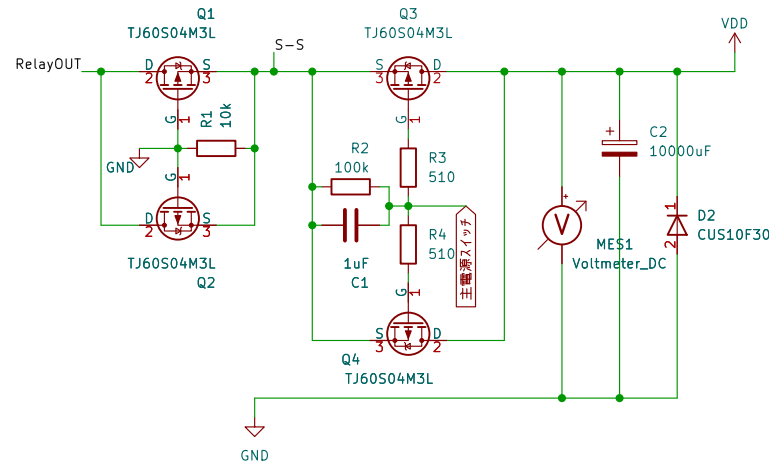 Q1
TJ60S04M3L
RelayOUT
D
2
S
3
G
1
R1
10k
GND
G
1
D
2
S
3
TJ60S04M3L
Q2
S-S
Q3
TJ60S04M3L
S
3
D
2
G
1
R2
100k
R3
510
1uF
C1
R4
510
主電源スイッチ
G
1
S
3
D
2
Q4
TJ60S04M3L
VDD
+
V
MES1
Voltmeter_DC
+
C2
10000uF
1
D2
2
CUS10F30
GND